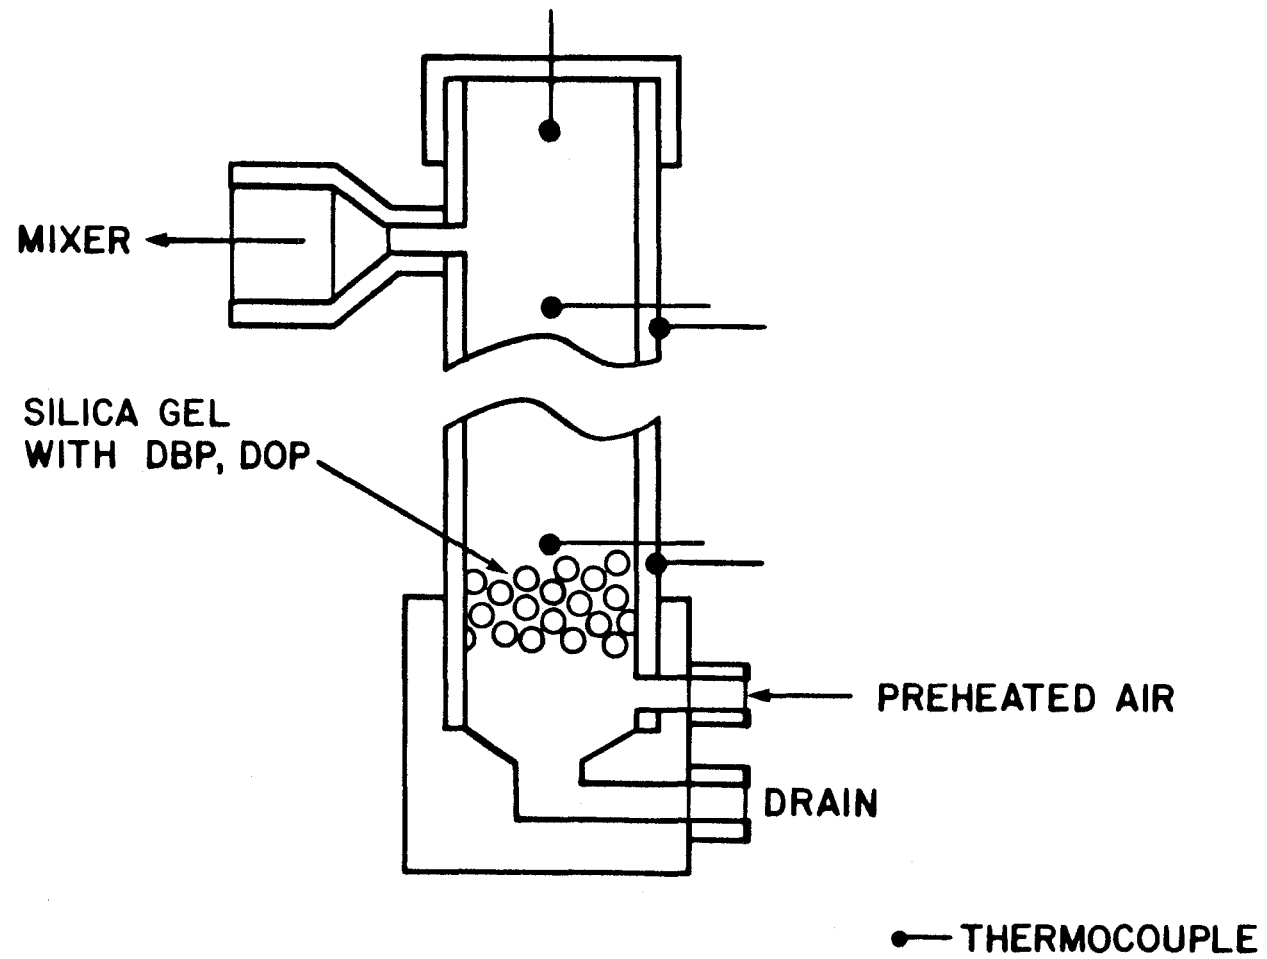 MIXER
SILICA GEL
WITH DBP, DOP
PREHEATED AIR
DRAIN
THERMOCOUPLE